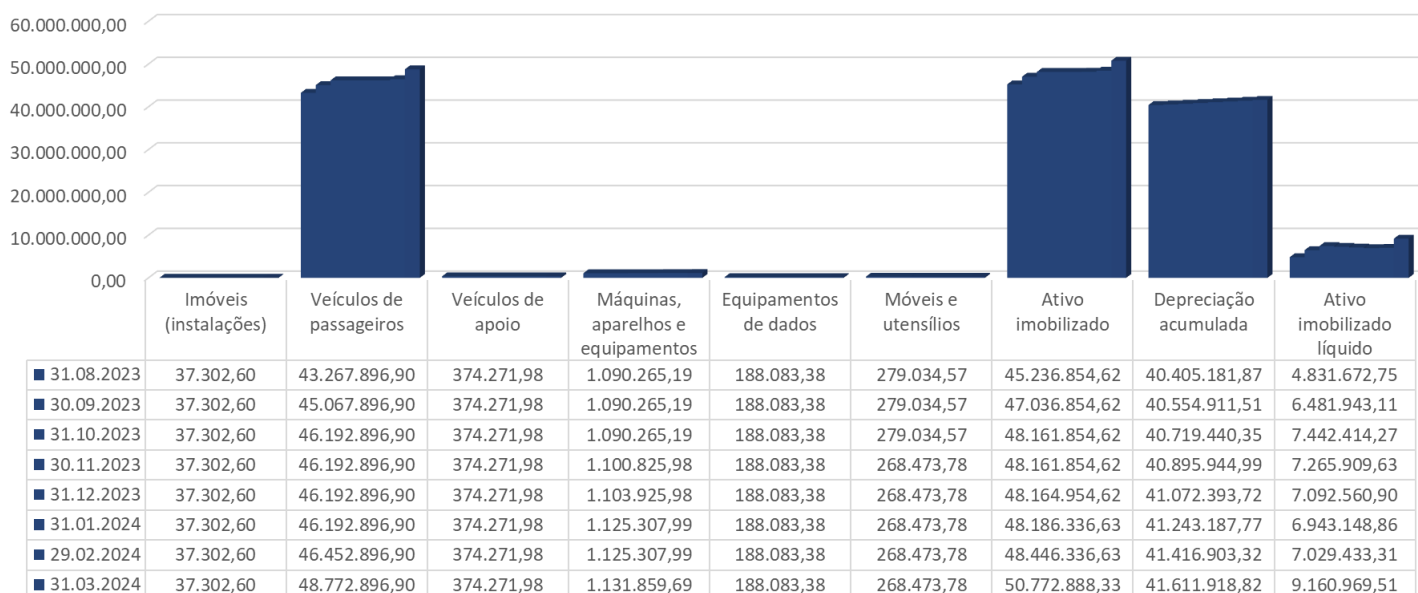 60.000.000,00
50.000.000,00
40.000.000,00
30.000.000,00
20.000.000,00
10.000.000,00
0,00
Imóveis (instalações) Veículos de passageiros Veículos de apoio Máquinas, aparelhos e equipamentos Equipamentos de dados Móveis e utensílios Ativo imobilizado Depreciação acumulada Ativo imobilizado líquido
31.08.2023 37.302,60 43.267.896,90 374.271,98 1.090.265,19 188.083,38 279.034,57 45.236.854,62 40.405.181,87 4.831.672,75
30.09.2023 37.302,60 45.067.896,90 374.271,98 1.090.265,19 188.083,38 279.034,57 47.036.854,62 40.554.911,51 6.481.943,11
31.10.2023 37.302,60 46.192.896,90 374.271,98 1.090.265,19 188.083,38 279.034,57 48.161.854,62 40.719.440,35 7.442.414,27
30.11.2023 37.302,60 46.192.896,90 374.271,98 1.100.825,98 188.083,38 268.473,78 48.161.854,62 40.895.944,99 7.265.909,63
31.12.2023 37.302,60 46.192.896,90 374.271,98 1.103.925,98 188.083,38 268.473,78 48.164.954,62 41.072.393,72 7.092.560,90
31.01.2024 37.302,60 46.192.896,90 374.271,98 1.125.307,99 188.083,38 268.473,78 48.186.336,63 41.243.187,77 6.943.148,86
29.02.2024 37.302,60 46.452.896,90 374.271,98 1.125.307,99 188.083,38 268.473,78 48.446.336,63 41.416.903,32 7.029.433,31
31.03.2024 37.302,60 48.772.896,90 374.271,98 1.131.859,69 188.083,38 268.473,78 50.772.888,33 41.611.918,82 9.160.969,51